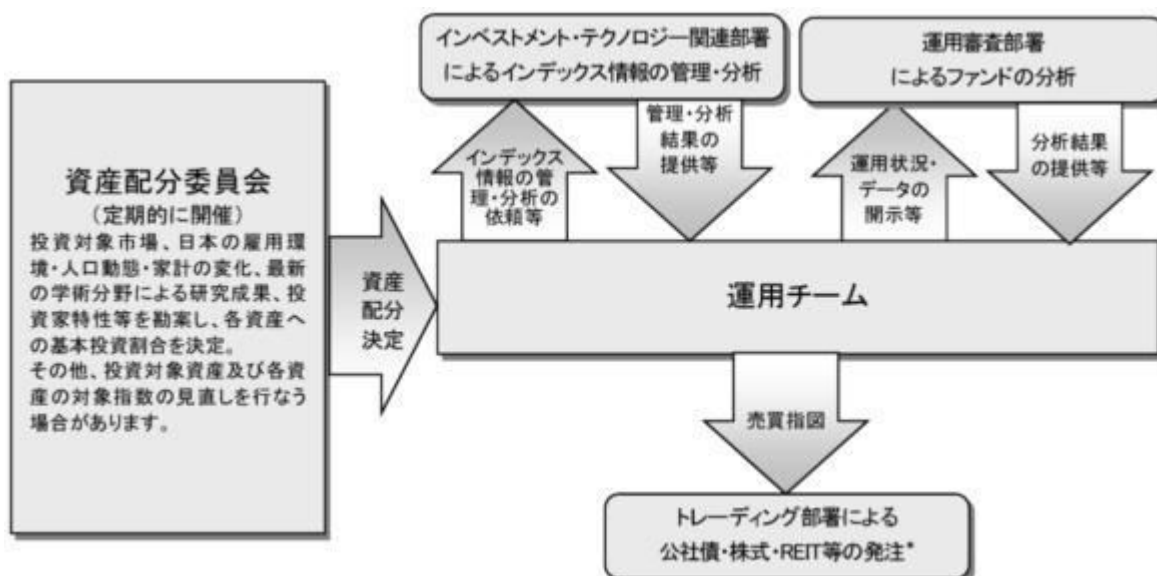 インベストメント・テクノロジー関連部署
によるインデックス情報の管理・分析
運用審査部署
によるファンドの分析
インデックス
情報の管
理・分析の
依頼等
管理・分析
結果の
提供等
運用状況・
データの
開示等
分析結果
の提供等
資産配分委員会
（定期的に開催）
投資対象市場、日本の雇用環
境・人口動態・家計の変化、最新
の学術分野による研究成果、投
資家特性等を勘案し、各資産へ
の基本投資割合を決定。
その他、投資対象資産及び各資
産の対象指数の見直しを行なう
場合があります。
資産
配分
決定
運用チーム
売買指図
トレーディング部署による
公社債・株式・REIT等の発注*